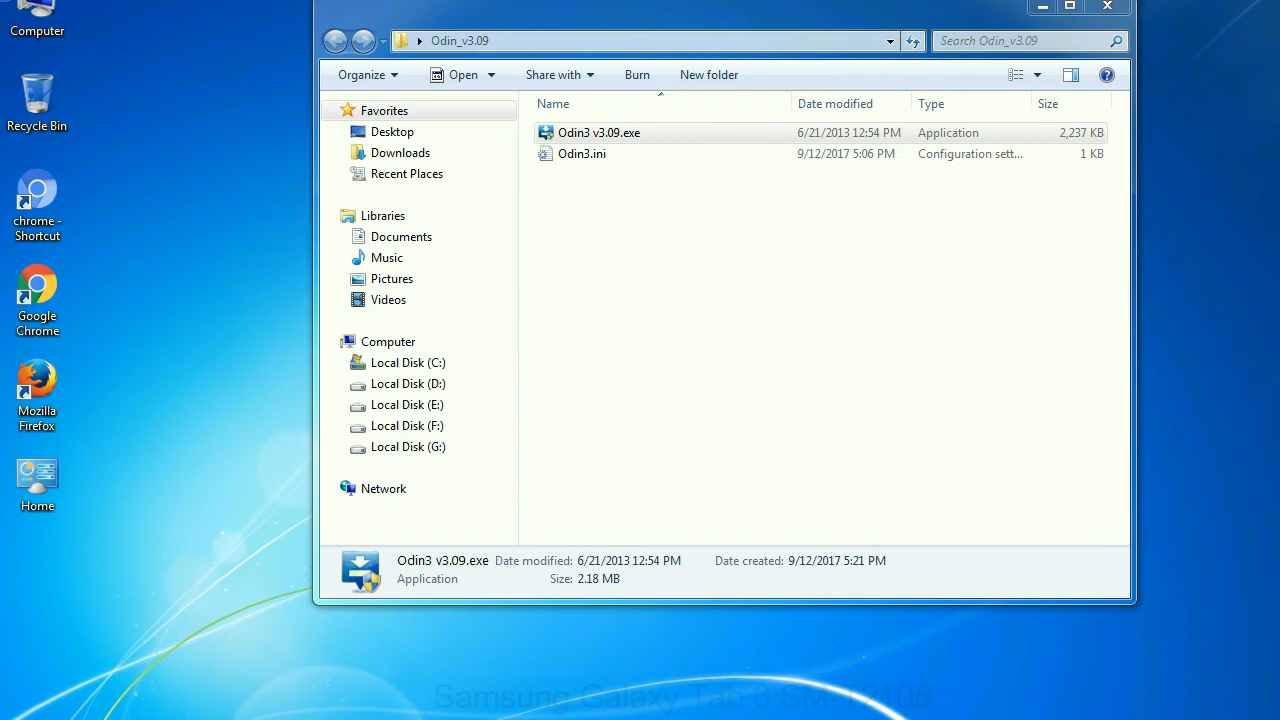 Computer
Recycle Bin
chrome - Shortcut
Google Chrome
Mozilla Firefox
Home
Odin_v3.09
Search Odin_v3.09
Organize Open Share with Burn New folder
Name Date modified Type Size
Odin3 v3.09.exe 6/21/2013 12:54 PM Application 2,237 KB
Odin3.ini 9/12/2017 5:06 PM Configuration sett... 1 KB
Favorites
Desktop
Downloads
Recent Places
Libraries
Documents
Music
Pictures
Videos
Computer
Local Disk (C:)
Local Disk (D:)
Local Disk (E:)
Local Disk (F:)
Local Disk (G:)
Network
Odin3 v3.09.exe Date modified: 6/21/2013 12:54 PM Date created: 9/12/2017 5:21 PM
Application Size: 2.18 MB
Samsung Galaxy Tab 3 SM-T2105